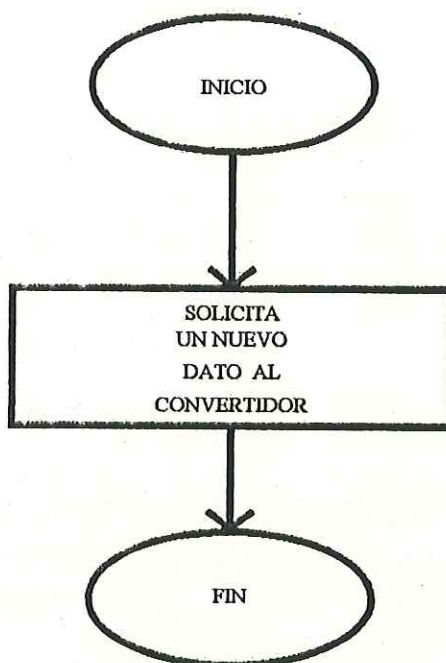 INICIO
SOLICITA
UN NUEVO
DATO AL
CONVERTIDOR
FIN